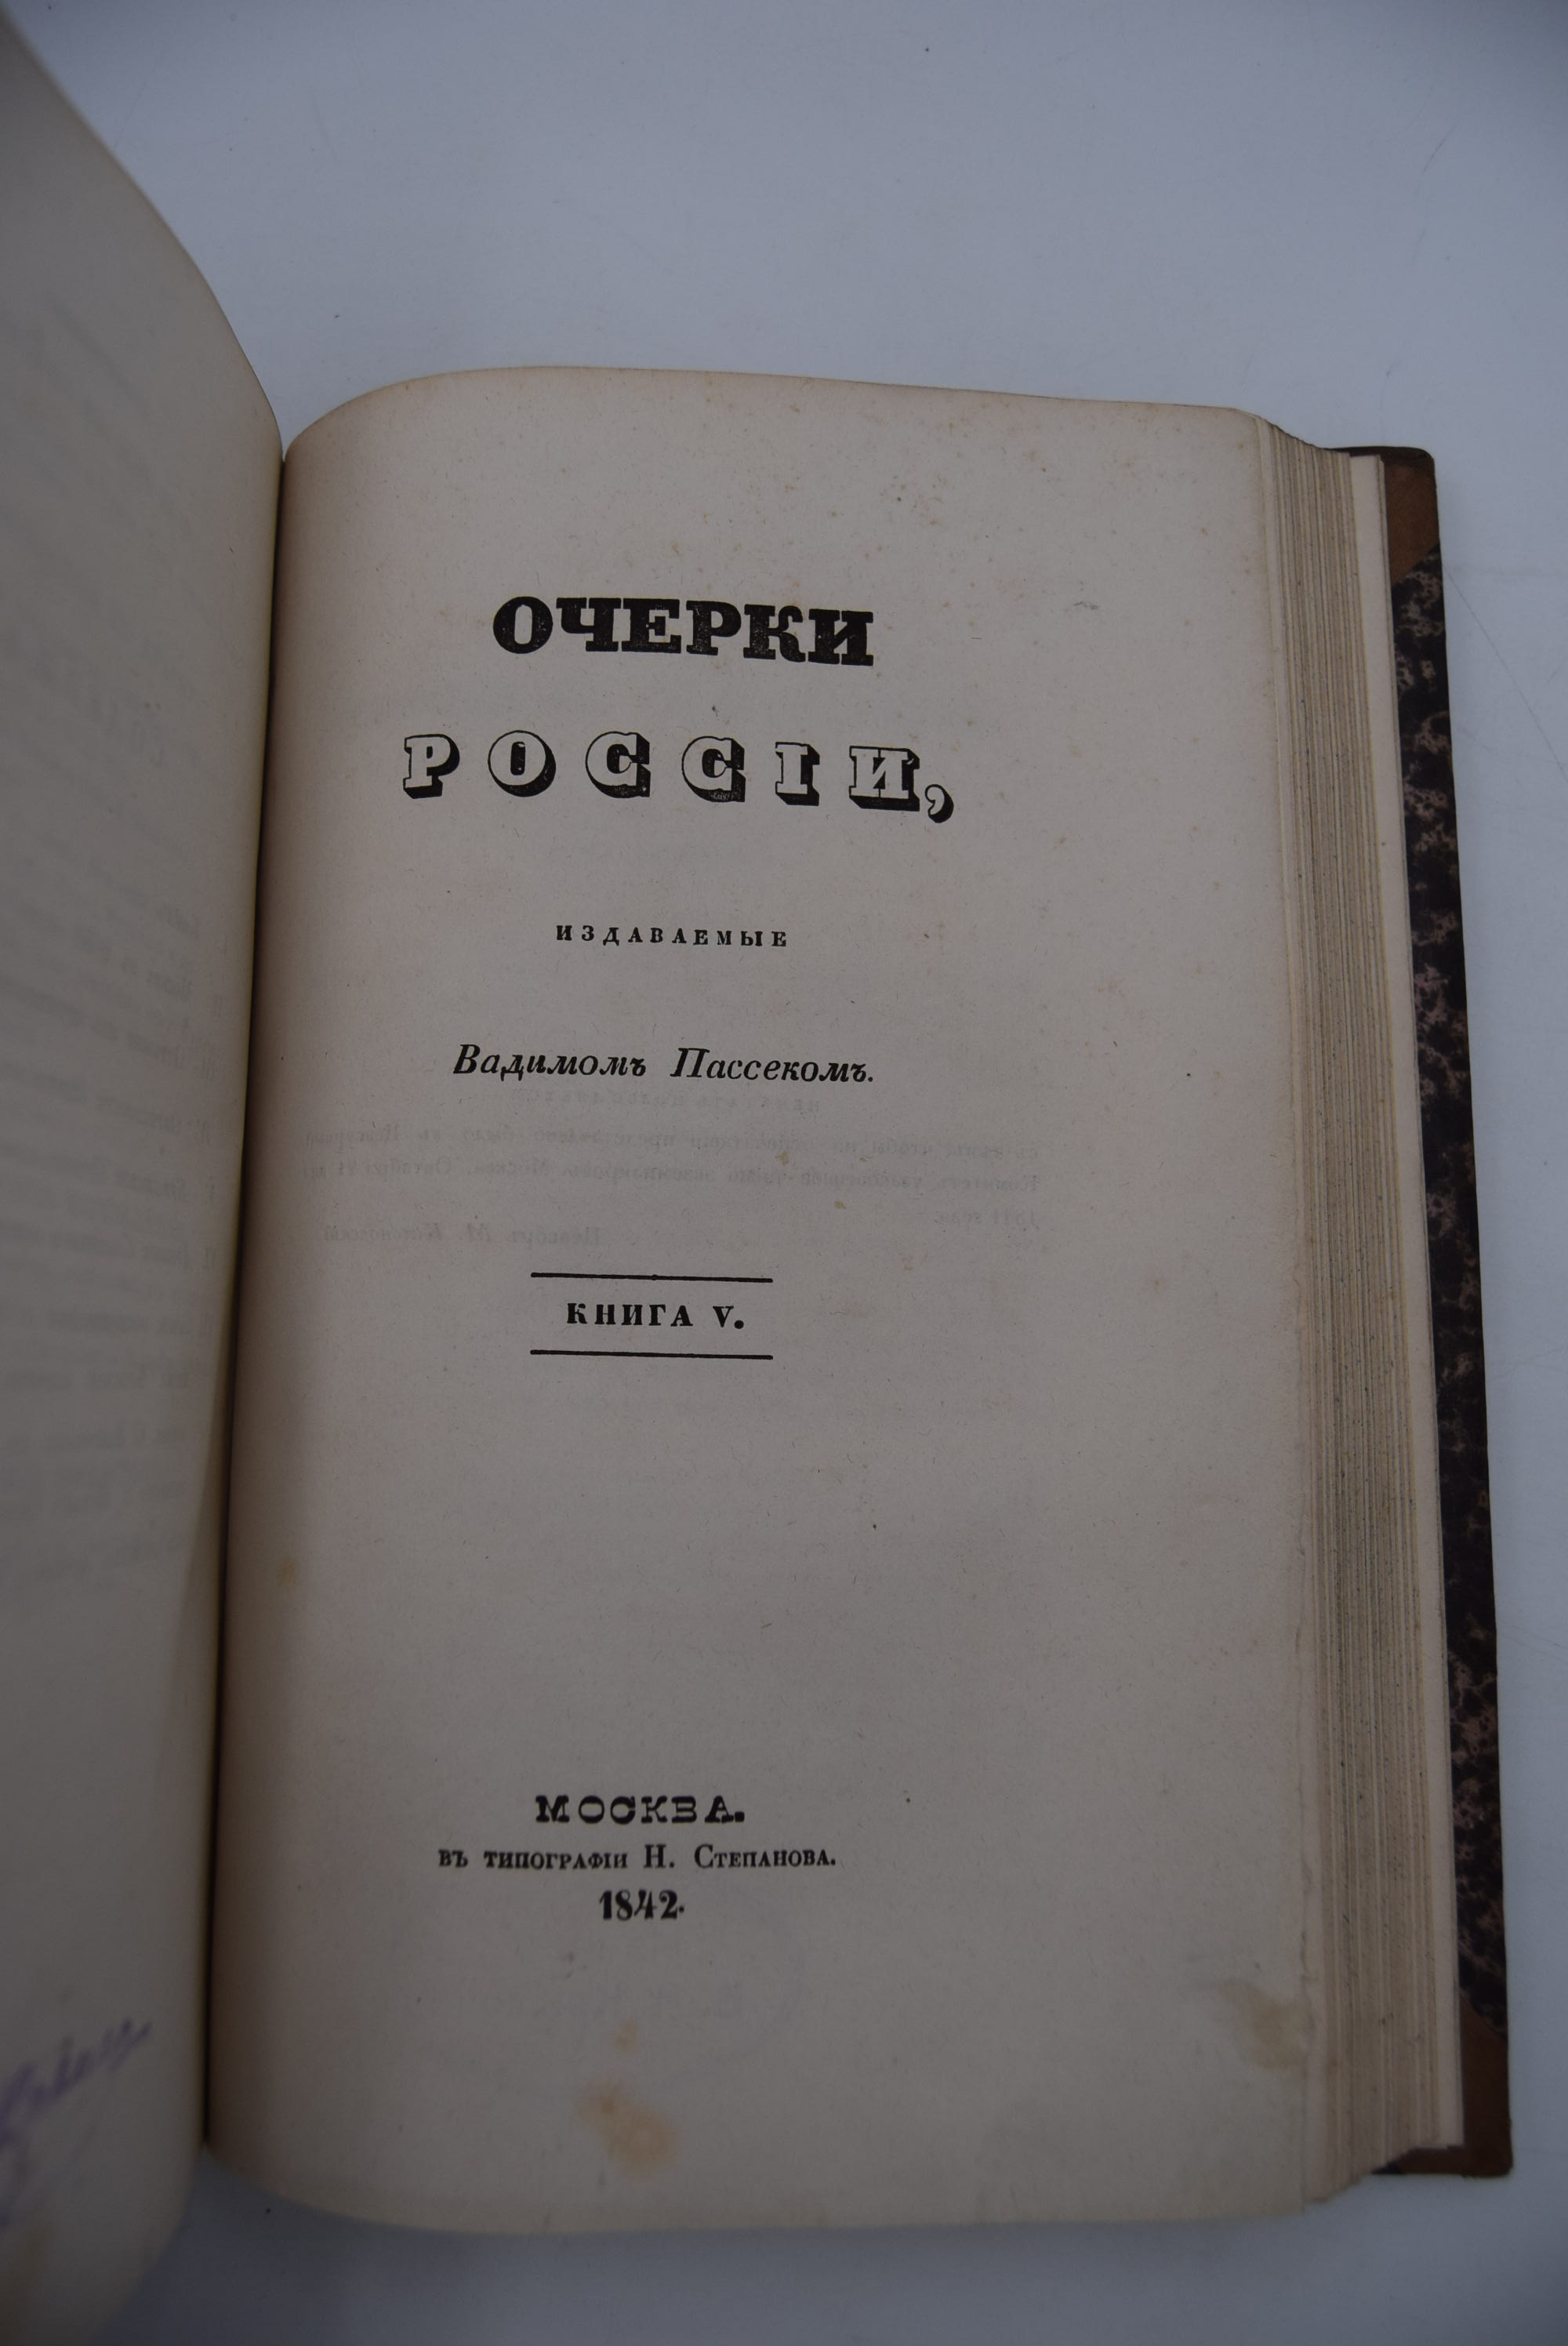 ОЧЕРКИ
РОССІИ,
ИЗДАВАЕМЫЕ
Вадимомъ Пассекомъ.
КНИГА V.
МОСКВА.
ВЪ ТИПОГРАФІИ Н. СТЕПАНОВА.
1842.